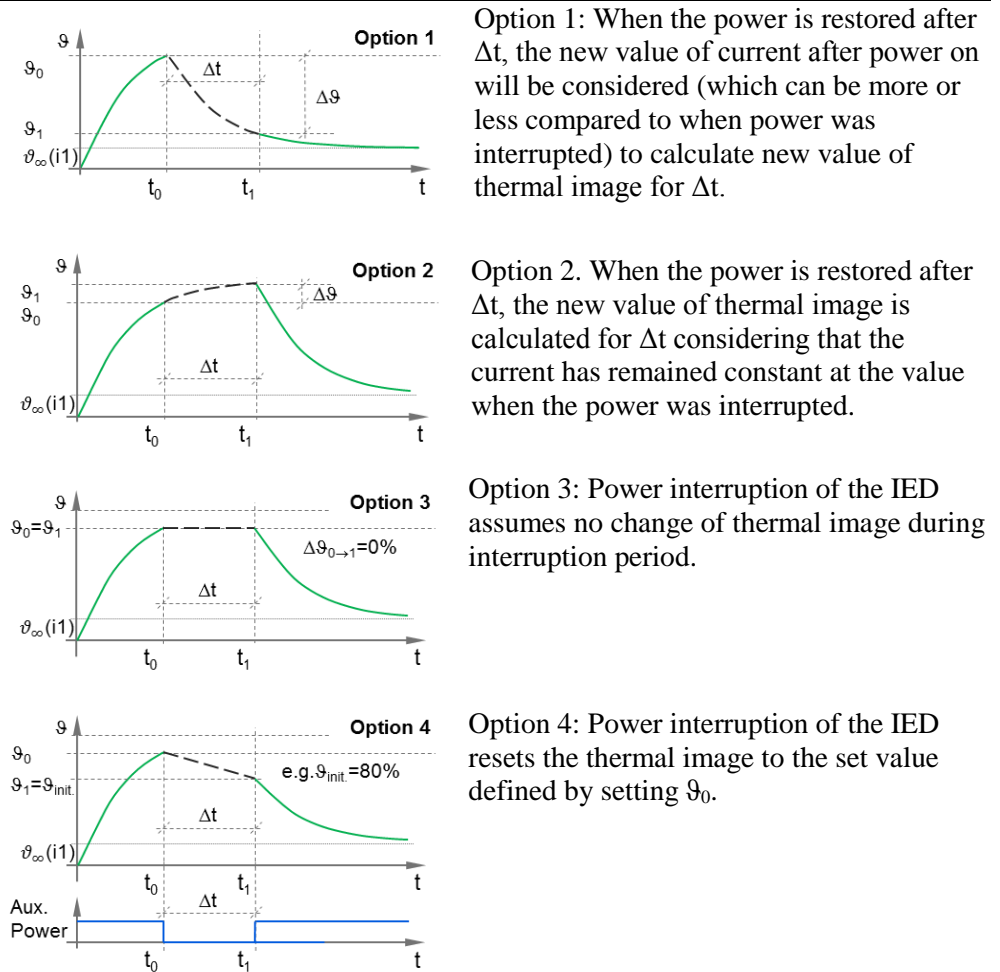 ϑ
Option 1
ϑ₀
Δt
Δϑ
ϑ₁
ϑ∞(i1)
t₀
t₁
t
Option 1: When the power is restored after
Δt, the new value of current after power on
will be considered (which can be more or
less compared to when power was
interrupted) to calculate new value of
thermal image for Δt.
ϑ
Option 2
ϑ₁
ϑ₀
Δϑ
Δt
ϑ∞(i1)
t₀
t₁
t
Option 2. When the power is restored after
Δt, the new value of thermal image is
calculated for Δt considering that the
current has remained constant at the value
when the power was interrupted.
ϑ
Option 3
ϑ₀=ϑ₁
Δϑ₀→₁=0%
Δt
ϑ∞(i1)
t₀
t₁
t
Option 3: Power interruption of the IED
assumes no change of thermal image during
interruption period.
ϑ
Option 4
ϑ₀
e.g.ϑinit.=80%
ϑ₁=ϑinit.
Δt
ϑ∞(i1)
t₀
t₁
t
Option 4: Power interruption of the IED
resets the thermal image to the set value
defined by setting ϑ₀.
Aux.
Power
Δt
t₀
t₁
t